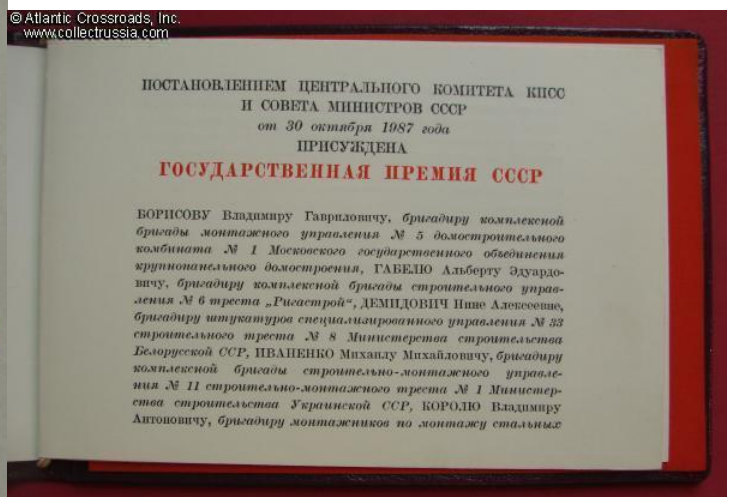 © Atlantic Crossroads, Inc.
www.collectrussia.com
ПОСТАНОВЛЕНИЕМ ЦЕНТРАЛЬНОГО КОМИТЕТА КПСС
И СОВЕТА МИНИСТРОВ СССР
от 30 октября 1987 года
ПРИСУЖДЕНА
ГОСУДАРСТВЕННАЯ ПРЕМИЯ СССР
БОРИСОВУ Владимиру Гавриловичу, бригадиру комплексной
бригады монтажного управления № 5 домостроительного
комбината № 1 Московского государственного объединения
крупнопанельного домостроения, ГАБЕЛЮ Альберту Эдуардо-
вичу, бригадиру комплексной бригады строительного управ-
ления № 6 треста „Ригастрой“, ДЕМИДОВИЧ Нине Алексеевне,
бригадиру штукатуров специализированного управления № 33
строительного треста № 8 Министерства строительства
Белорусской ССР, ИВАНЕНКО Михаилу Михайловичу, бригадиру
комплексной бригады строительно-монтажного управле-
ния № 11 строительно-монтажного треста № 1 Министер-
ства строительства Украинской ССР, КОРОЛЮ Владимиру
Антоновичу, бригадиру монтажников по монтажу стальных